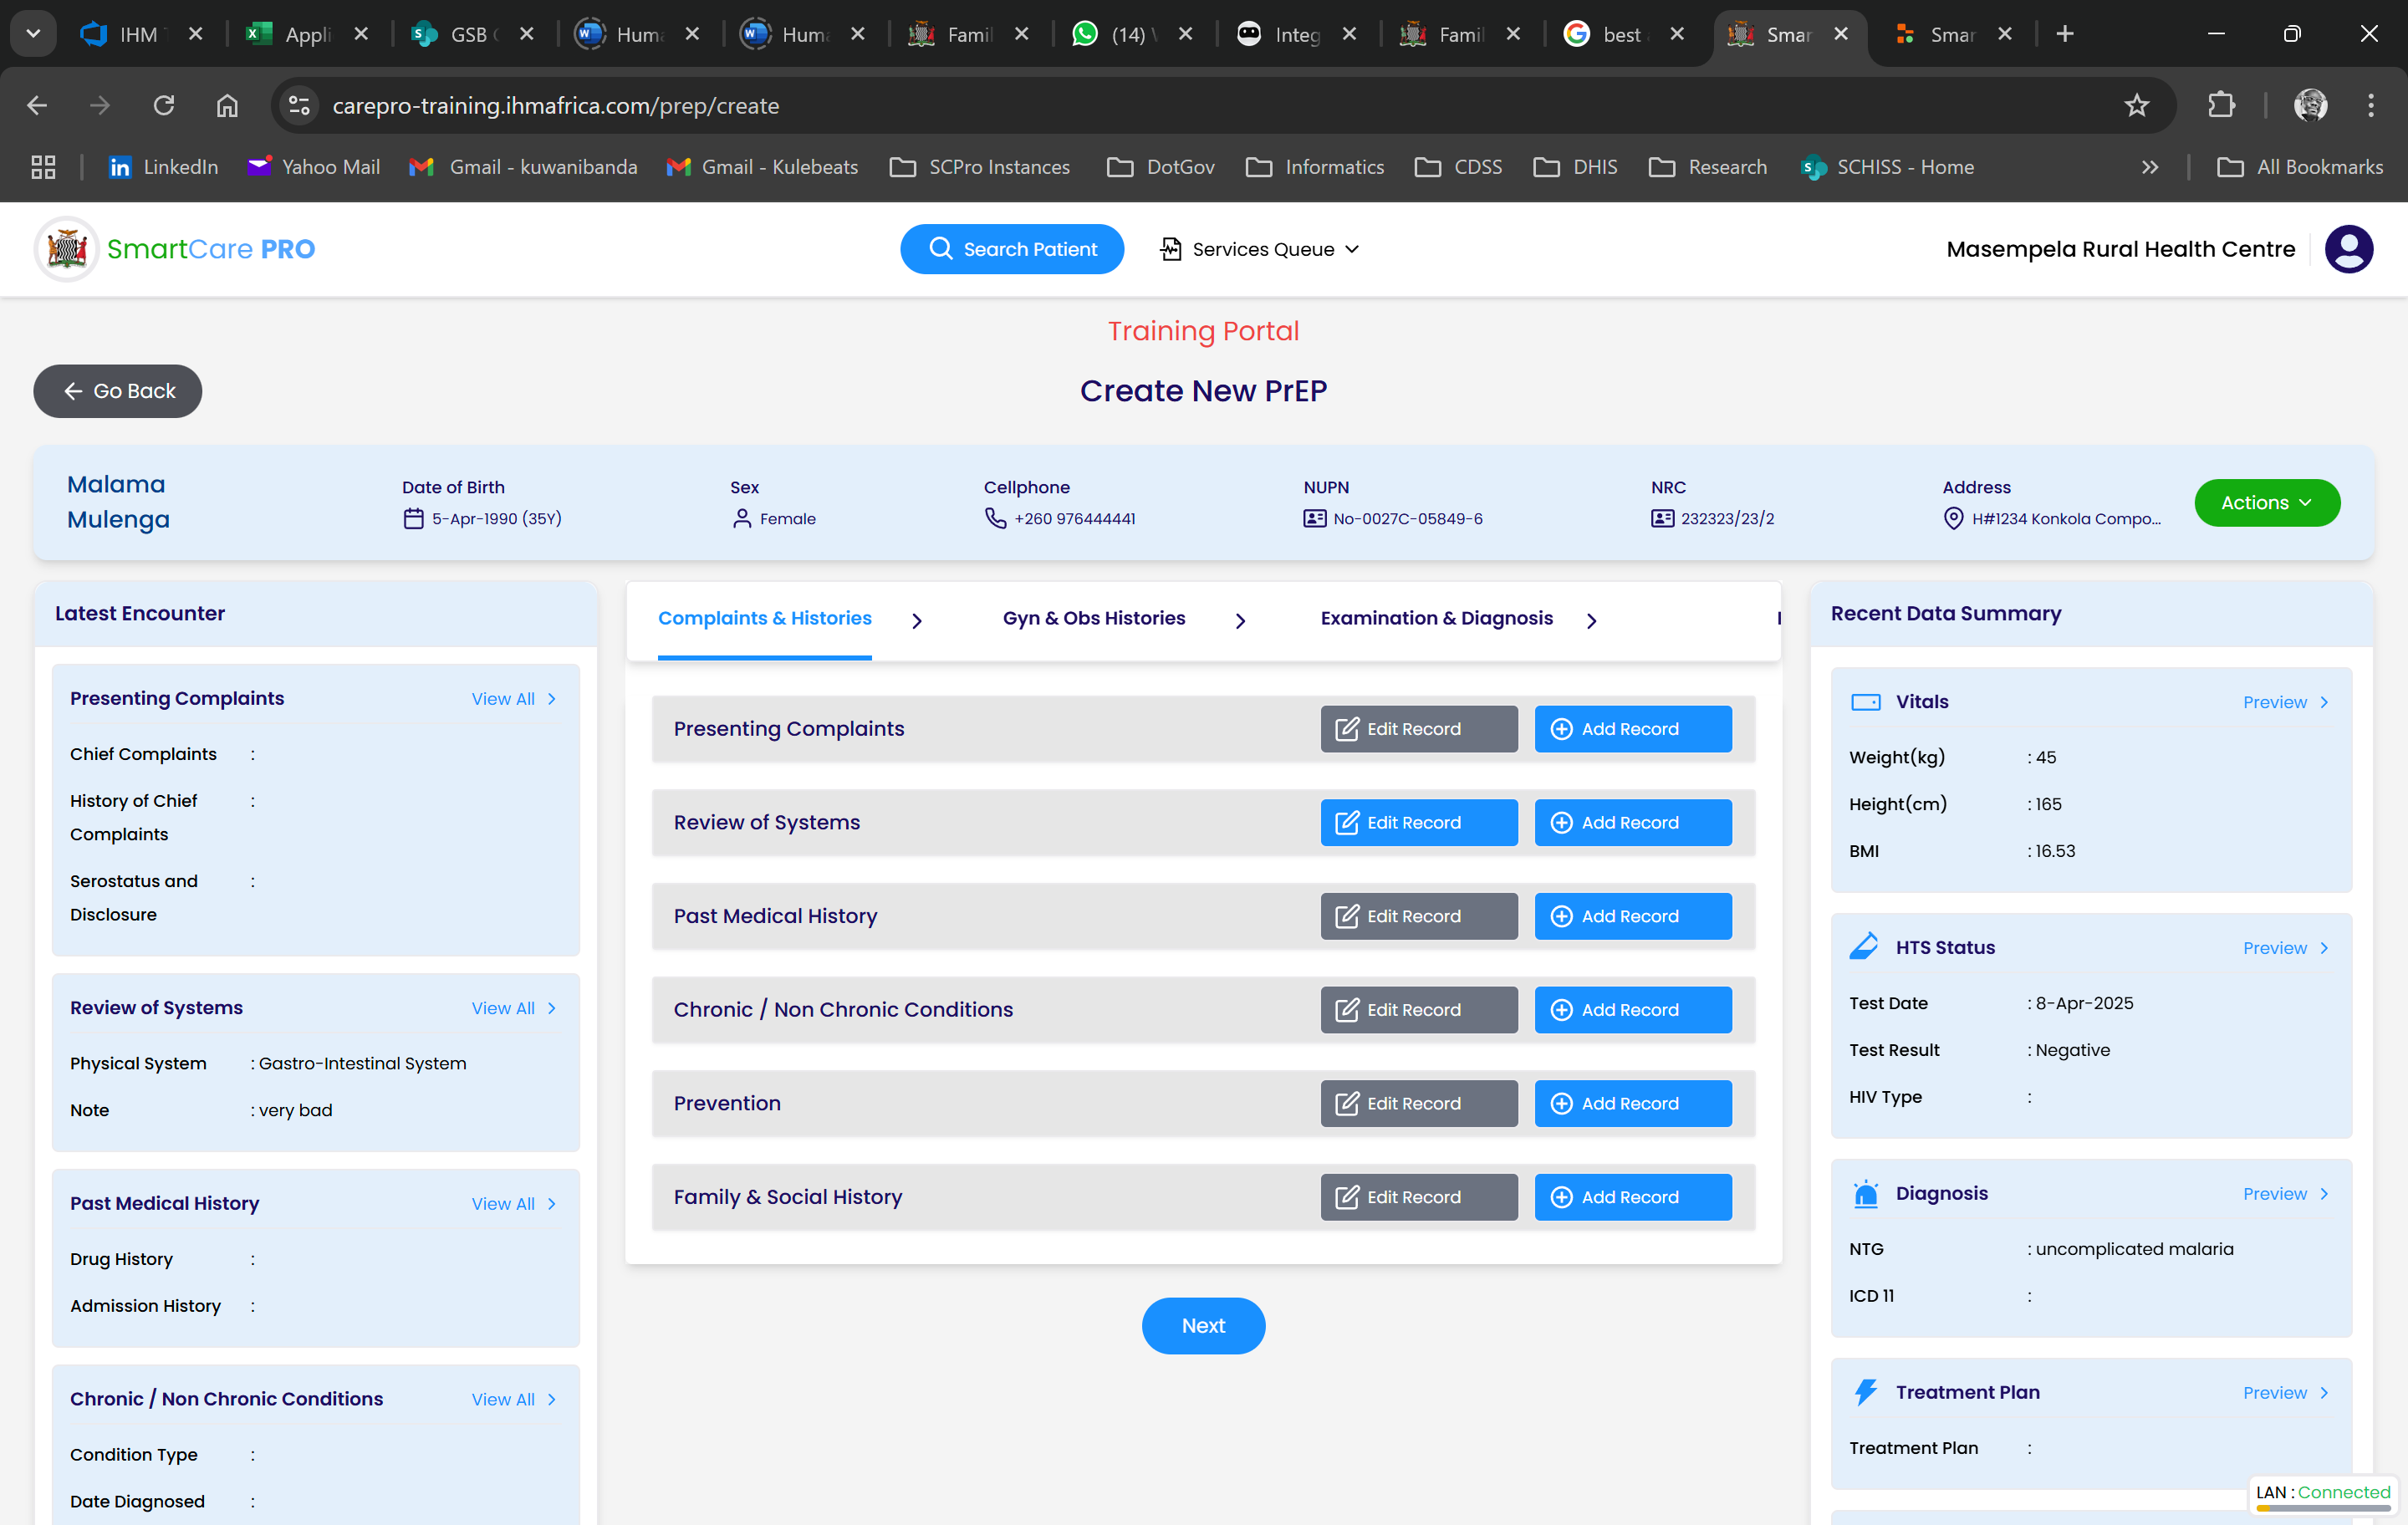 IHM
Appli
GSB
Huma
Huma
Famil
(14)
Integ
Famil
best
Smar
Smar
carepro-training.ihmafrica.com/prep/create
LinkedIn
Yahoo Mail
Gmail - kuwanibanda
Gmail - Kulebeats
SCPro Instances
DotGov
Informatics
CDSS
DHIS
Research
SCHISS - Home
All Bookmarks
SmartCare PRO
Search Patient
Services Queue
Masempela Rural Health Centre
Training Portal
Go Back
Create New PrEP
Malama
Mulenga
Date of Birth
5-Apr-1990 (35Y)
Sex
Female
Cellphone
+260 976444441
NUPN
No-0027C-05849-6
NRC
232323/23/2
Address
H#1234 Konkola Compo...
Actions
Latest Encounter
Presenting Complaints View All
Chief Complaints :
History of Chief :
Complaints
Serostatus and :
Disclosure
Review of Systems View All
Physical System : Gastro-Intestinal System
Note : very bad
Past Medical History View All
Drug History :
Admission History :
Chronic / Non Chronic Conditions View All
Condition Type :
Date Diagnosed :
Complaints & Histories
Gyn & Obs Histories
Examination & Diagnosis
Presenting Complaints Edit Record Add Record
Review of Systems Edit Record Add Record
Past Medical History Edit Record Add Record
Chronic / Non Chronic Conditions Edit Record Add Record
Prevention Edit Record Add Record
Family & Social History Edit Record Add Record
Next
Recent Data Summary
Vitals Preview
Weight(kg) : 45
Height(cm) : 165
BMI : 16.53
HTS Status Preview
Test Date : 8-Apr-2025
Test Result : Negative
HIV Type :
Diagnosis Preview
NTG : uncomplicated malaria
ICD 11 :
Treatment Plan Preview
Treatment Plan :
LAN : Connected